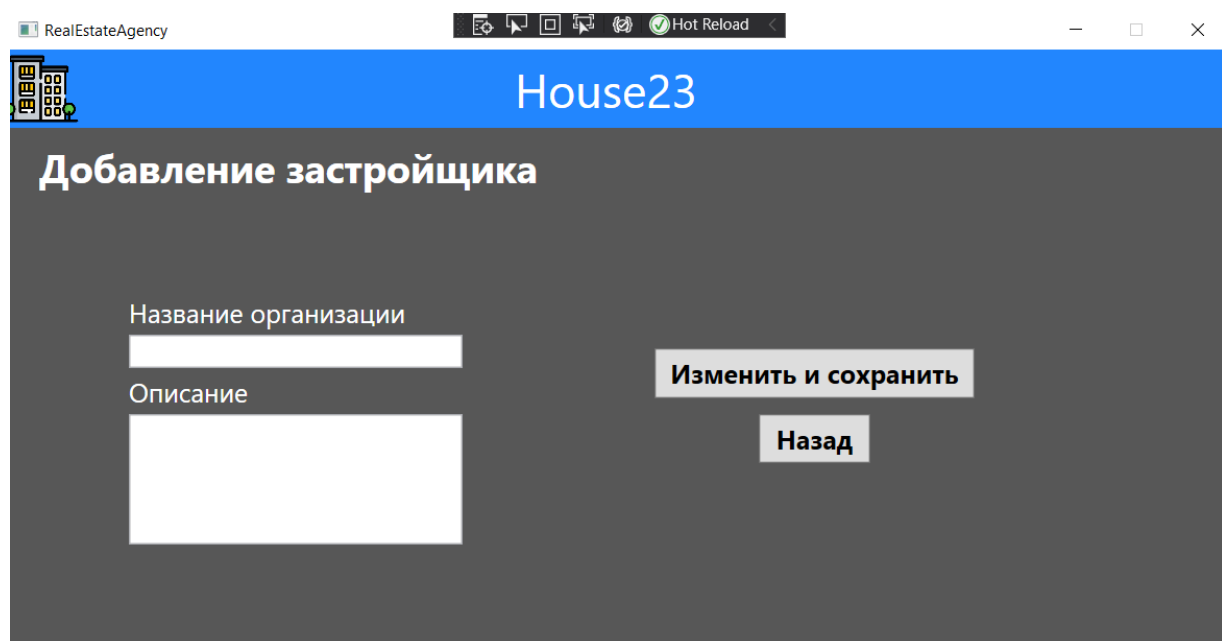 RealEstateAgency
Hot Reload
House23
Добавление застройщика
Название организации
Описание
Изменить и сохранить
Назад